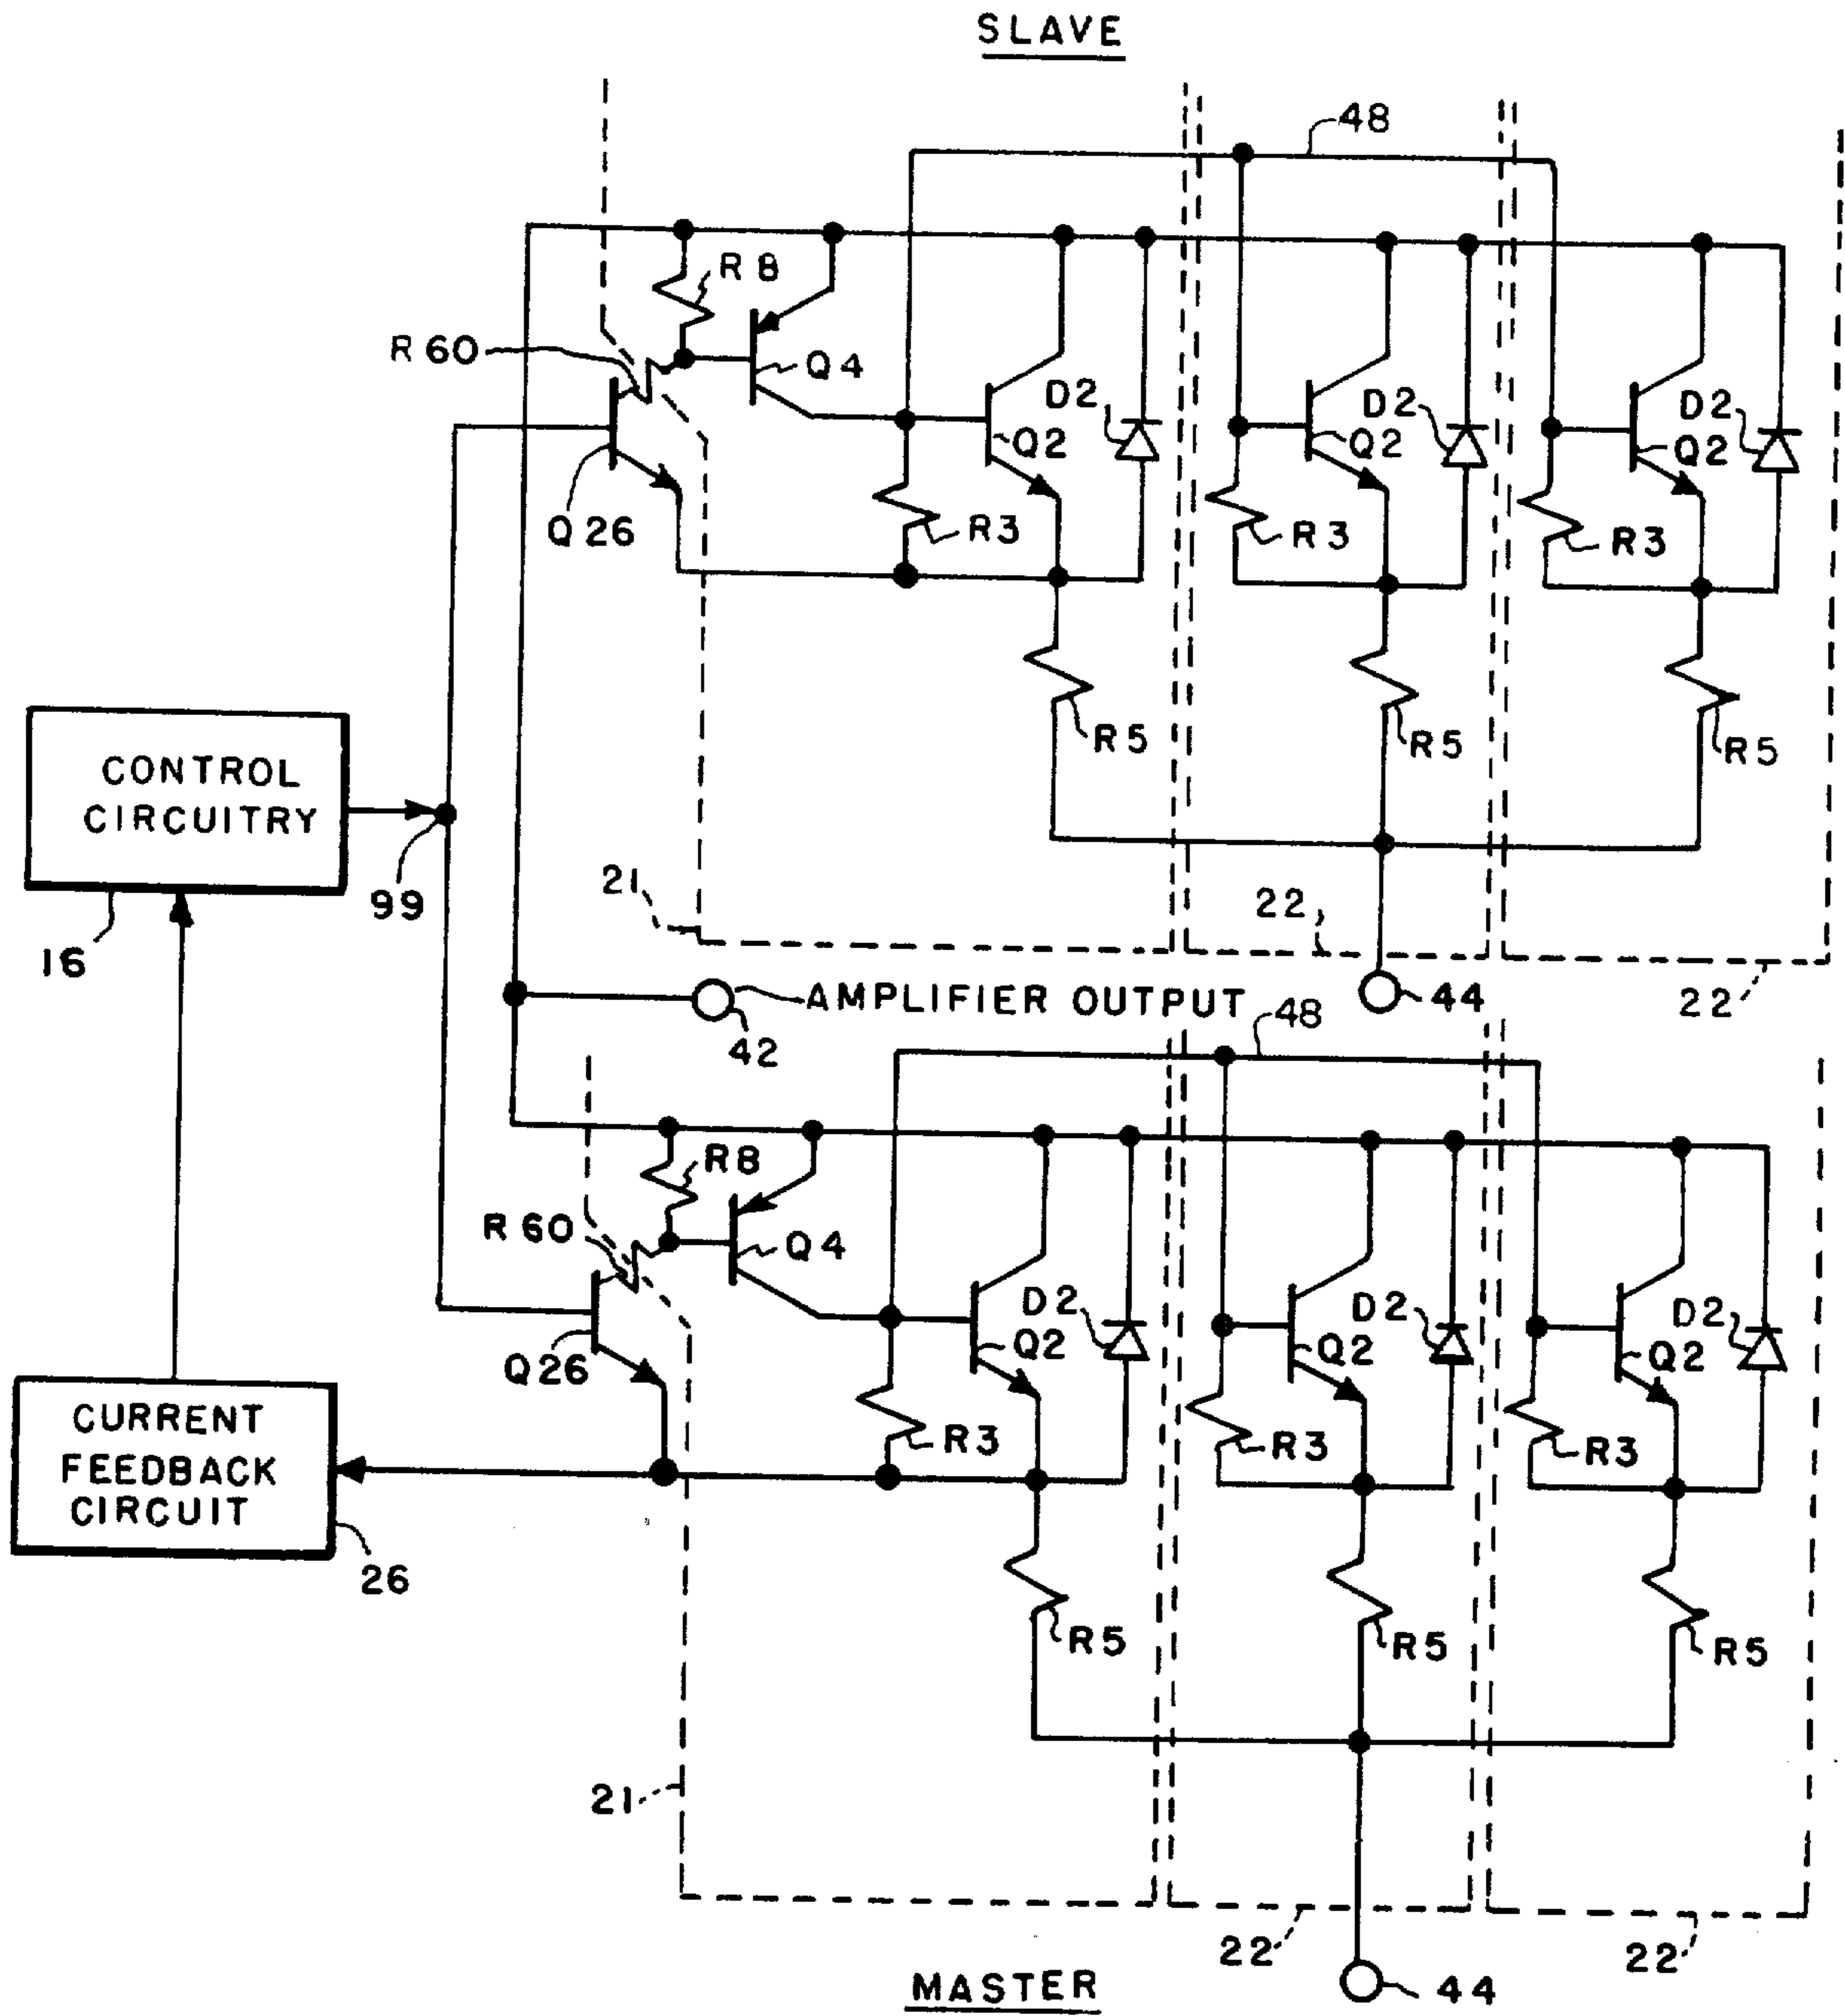 SLAVE
48
R8
R60
Q4
D2
Q2
D2
Q2
D2
Q2
Q26
R3
R3
R3
R5
R5
R5
CONTROL
CIRCUITRY
99
16
21
22
22
AMPLIFIER OUTPUT
42
44
48
R8
R60
Q4
D2
Q2
D2
Q2
D2
Q2
Q26
R3
R3
R3
CURRENT
FEEDBACK
CIRCUIT
26
R5
R5
R5
21
22
22
44
MASTER